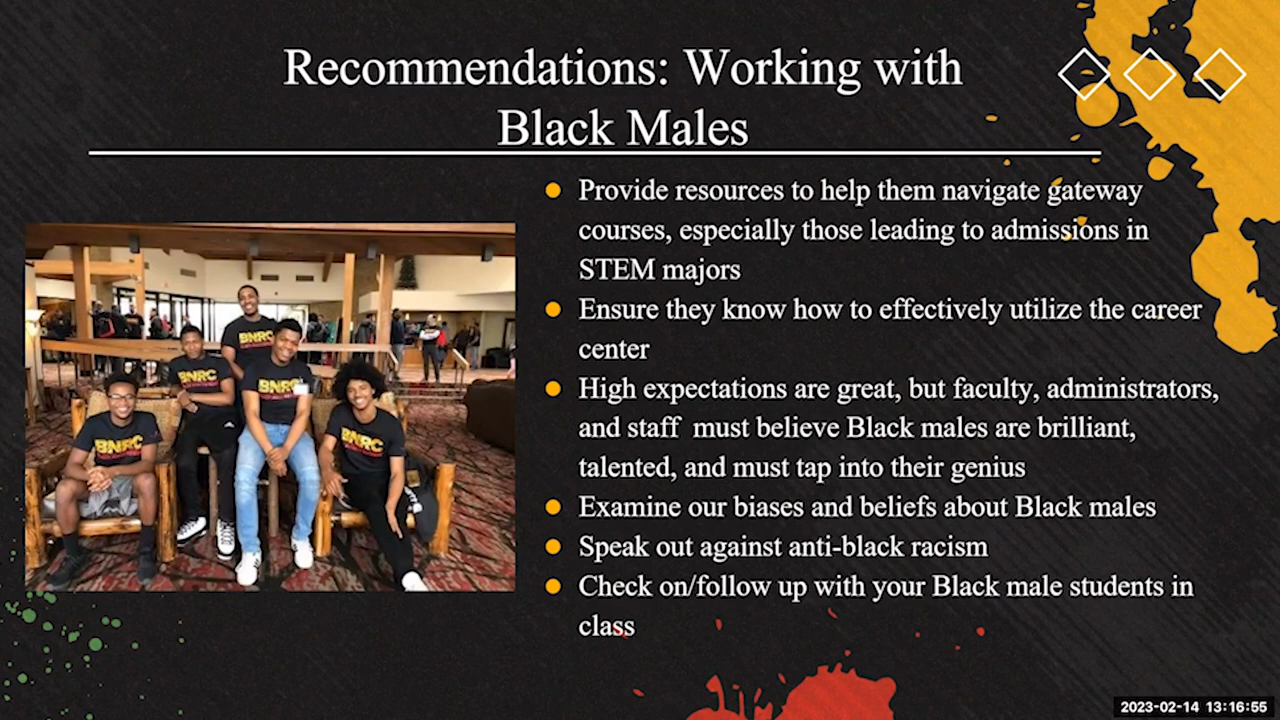 Recommendations: Working with
Black Males
Provide resources to help them navigate gateway
courses, especially those leading to admissions in
STEM majors
Ensure they know how to effectively utilize the career
center
High expectations are great, but faculty, administrators,
and staff  must believe Black males are brilliant,
talented, and must tap into their genius
Examine our biases and beliefs about Black males
Speak out against anti-black racism
Check on/follow up with your Black male students in
class
BNRC
BNRC
BNRC
BNRC
BNRC
2023-02-14 13:16:55